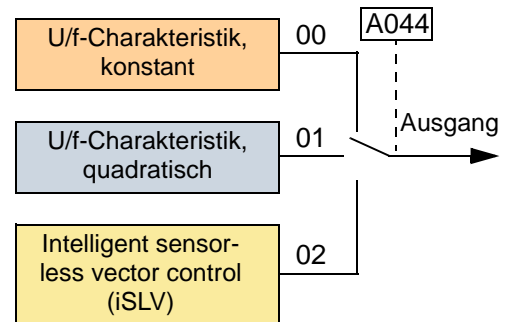 U/f-Charakteristik,
konstant
00
A044
U/f-Charakteristik,
quadratisch
01
Ausgang
Intelligent sensor-
less vector control
(iSLV)
02